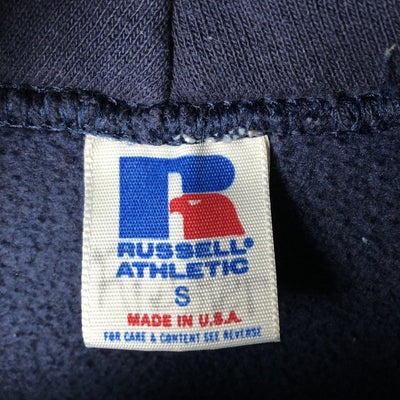 R
RUSSELL®
ATHLETIC
S
MADE IN U.S.A.
FOR CARE & CONTENT SEE REVERSE